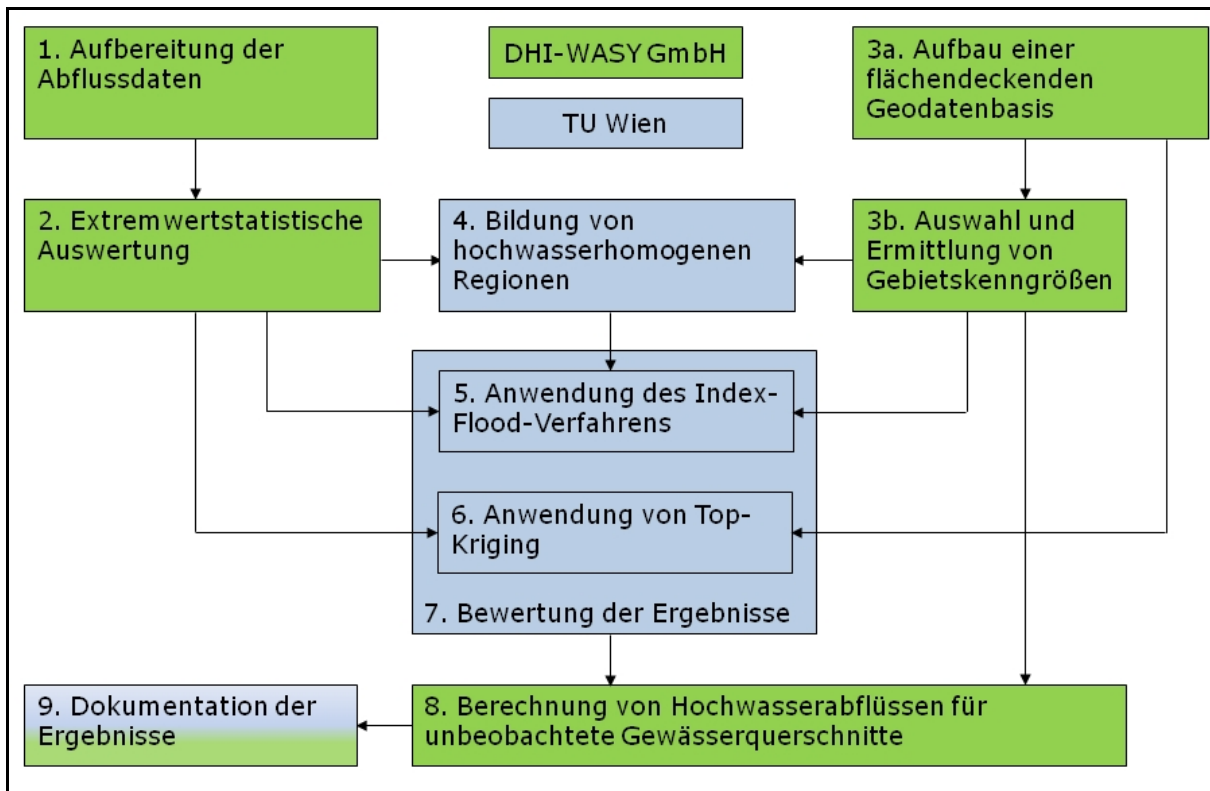 1. Aufbereitung der
Abflussdaten
DHI-WASY GmbH
TU Wien
3a. Aufbau einer
flächendeckenden
Geodatenbasis
2. Extremwertstatistische
Auswertung
4. Bildung von
hochwasserhomogenen
Regionen
3b. Auswahl und
Ermittlung von
Gebietskenngrößen
5. Anwendung des Index-
Flood-Verfahrens
6. Anwendung von Top-
Kriging
7. Bewertung der Ergebnisse
9. Dokumentation der
Ergebnisse
8. Berechnung von Hochwasserabflüssen für
unbeobachtete Gewässerquerschnitte